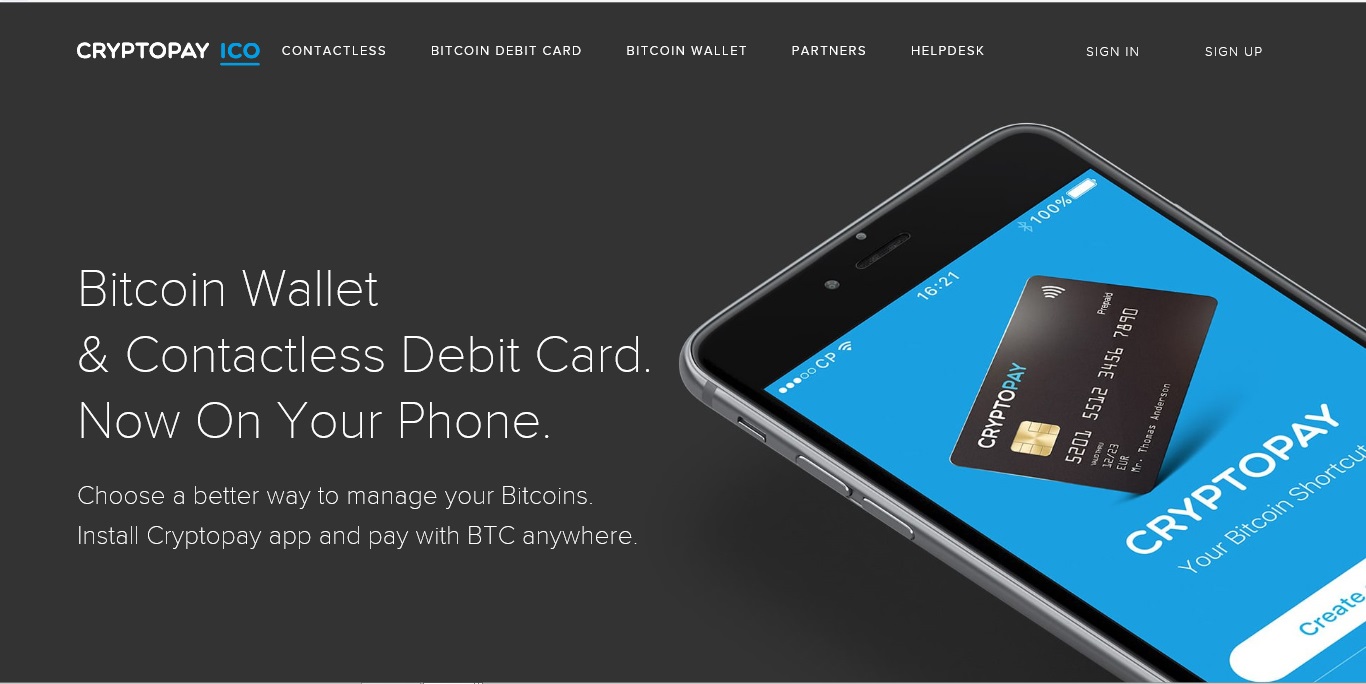 CRYPTOPAY ICO CONTACTLESS BITCOIN DEBIT CARD BITCOIN WALLET PARTNERS HELPDESK SIGN IN SIGN UP
Bitcoin Wallet
& Contactless Debit Card.
Now On Your Phone.
Choose a better way to manage your Bitcoins.
Install Cryptopay app and pay with BTC anywhere.
CP 16:21 100%
Prepaid
CRYPTOPAY
5201 5512 3456 7890
12/23
EUR
Mr. Thomas Anderson
CRYPTOPAY
Your Bitcoin Shortcut
Create